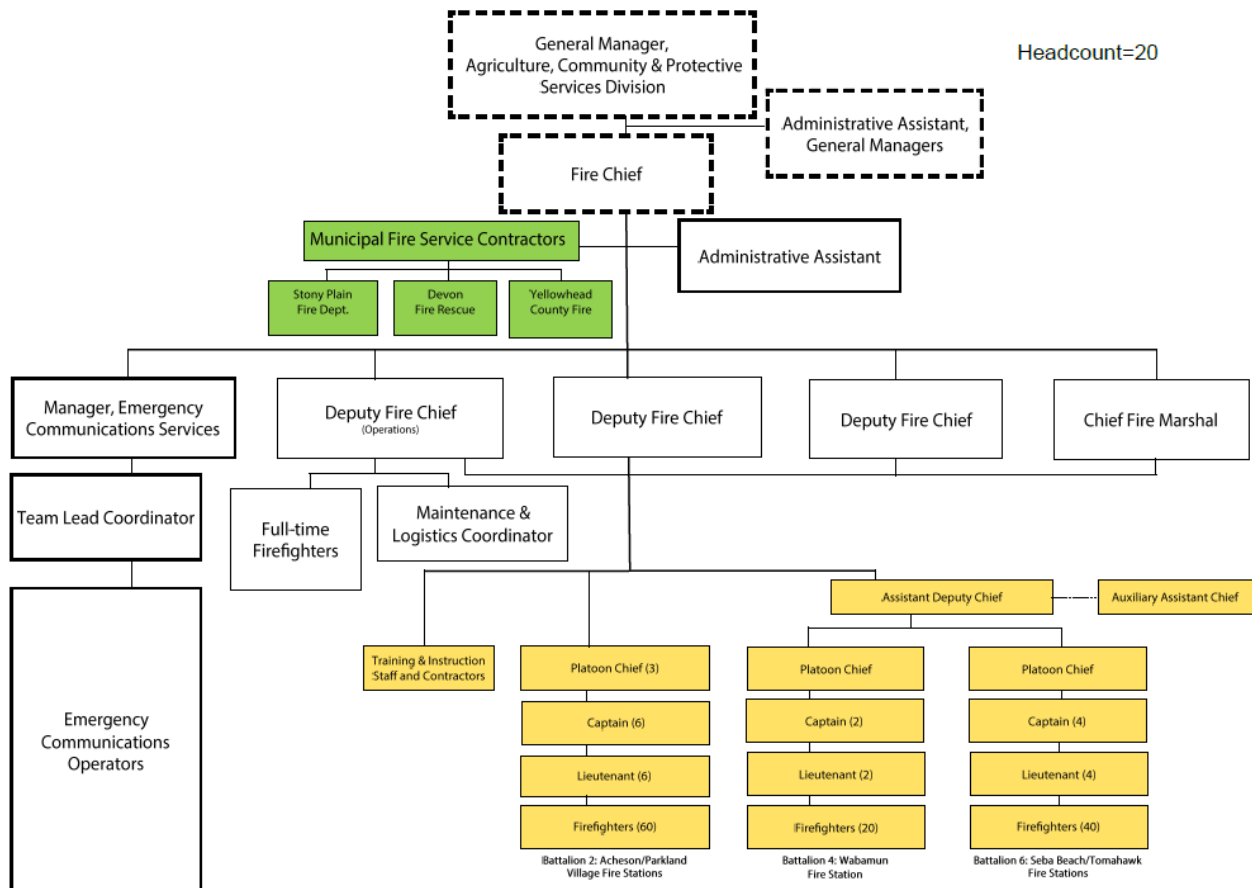 General Manager,
Agriculture, Community & Protective
Services Division
Headcount=20
Administrative Assistant,
General Managers
Fire Chief
Municipal Fire Service Contractors
Administrative Assistant
Stony Plain
Fire Dept.
Devon
Fire Rescue
Yellowhead
County Fire
Manager, Emergency
Communications Services
Deputy Fire Chief
(Operations)
Deputy Fire Chief
Deputy Fire Chief
Chief Fire Marshal
Team Lead Coordinator
Full-time
Firefighters
Maintenance &
Logistics Coordinator
Assistant Deputy Chief
Auxiliary Assistant Chief
Emergency
Communications
Operators
Training & Instruction
Staff and Contractors
Platoon Chief (3)
Captain (6)
Lieutenant (6)
Firefighters (60)
Battalion 2: Acheson/Parkland
Village Fire Stations
Platoon Chief
Captain (2)
Lieutenant (2)
Firefighters (20)
Battalion 4: Wabamun
Fire Station
Platoon Chief
Captain (4)
Lieutenant (4)
Firefighters (40)
Battalion 6: Seba Beach/Tomahawk
Fire Stations